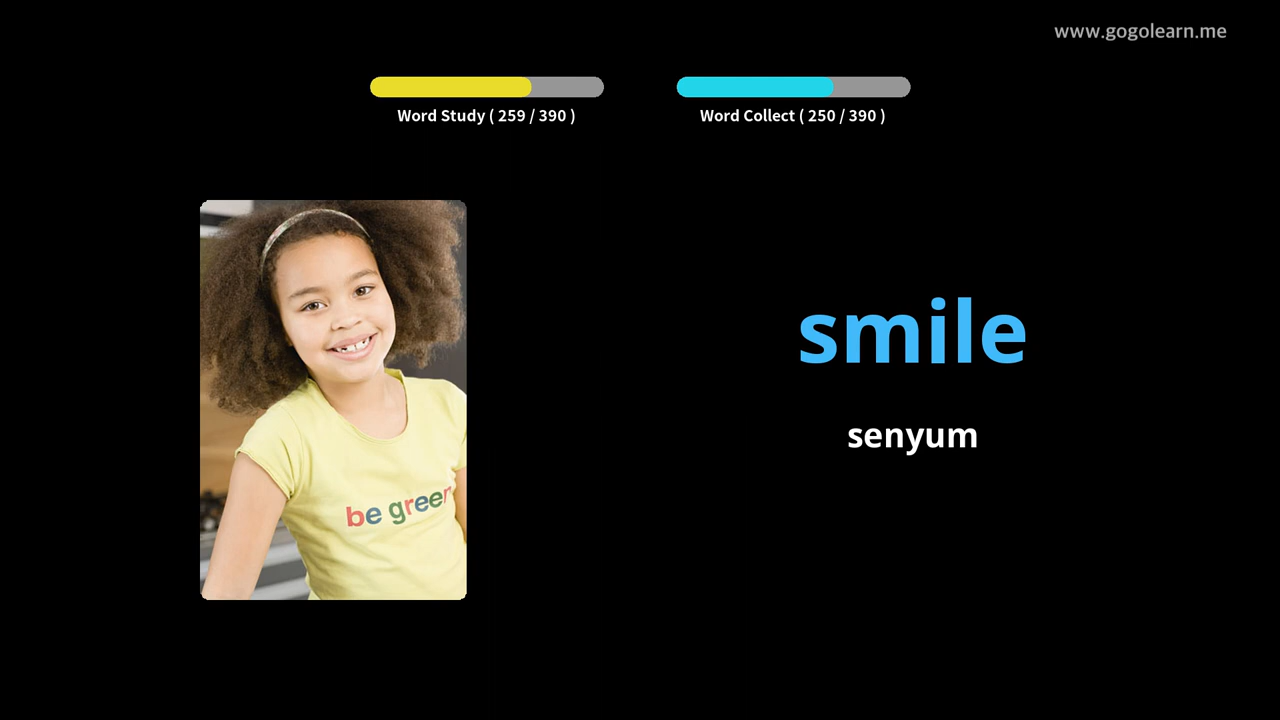 www.gogolearn.me
Word Study ( 259 / 390 )
Word Collect ( 250 / 390 )
smile
senyum
be green